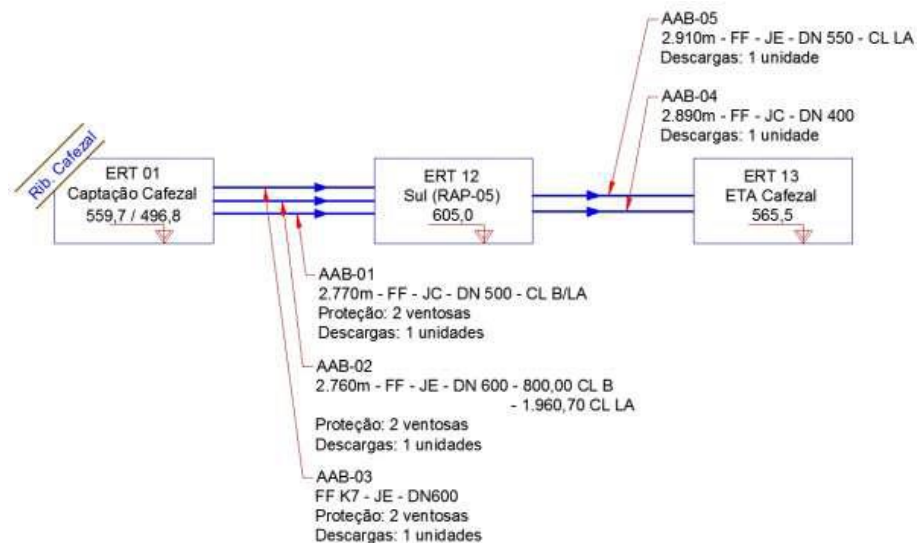 AAB-05
2.910m - FF - JE - DN 550 - CL LA
Descargas: 1 unidade
AAB-04
2.890m - FF - JC - DN 400
Descargas: 1 unidade
Rib. Cafezal
ERT 01
Captação Cafezal
559,7 / 496,8
ERT 12
Sul (RAP-05)
605,0
ERT 13
ETA Cafezal
565,5
AAB-01
2.770m - FF - JC - DN 500 - CL B/LA
Proteção: 2 ventosas
Descargas: 1 unidades
AAB-02
2.760m - FF - JE - DN 600 - 800,00 CL B
- 1.960,70 CL LA
Proteção: 2 ventosas
Descargas: 1 unidades
AAB-03
FF K7 - JE - DN600
Proteção: 2 ventosas
Descargas: 1 unidades